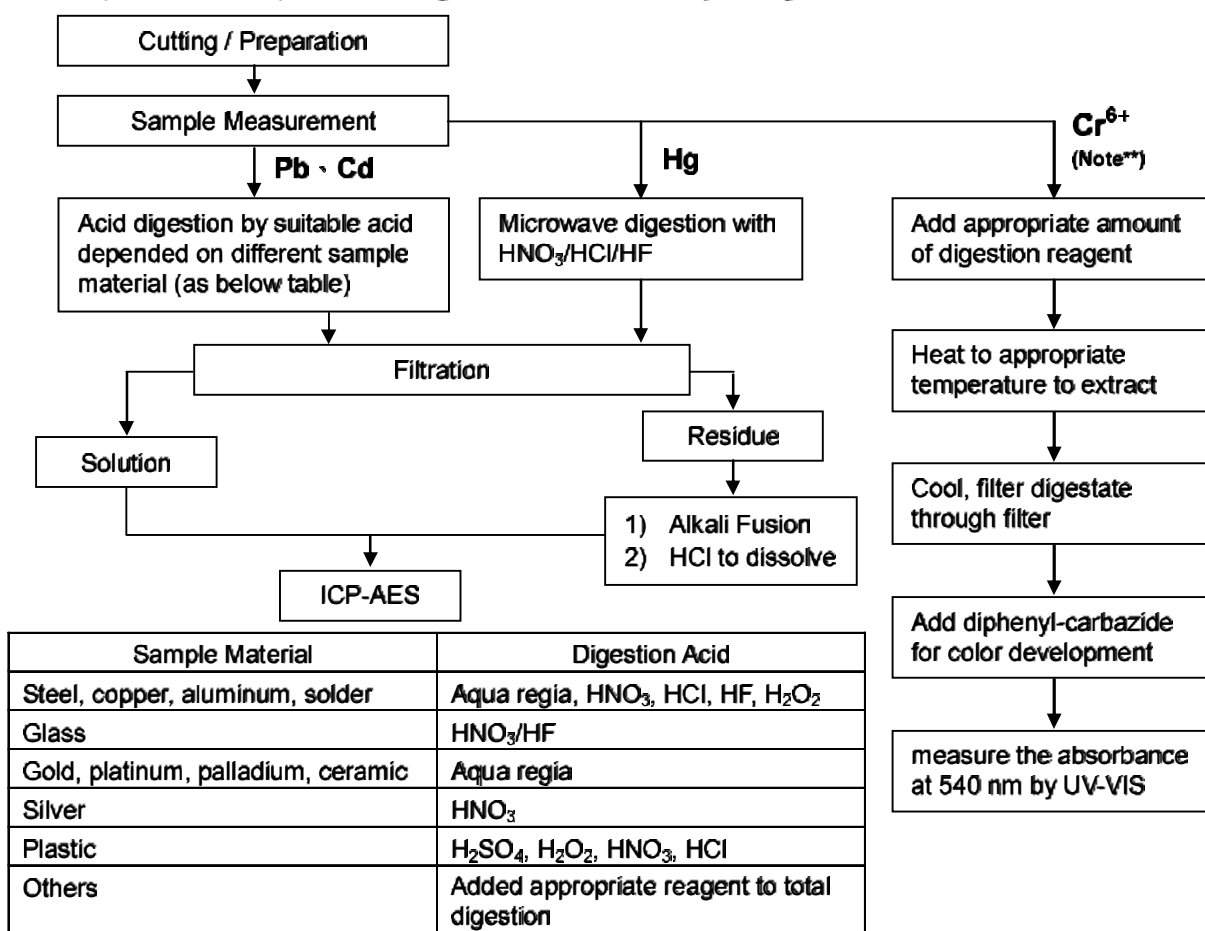 Cutting / Preparation
Sample Measurement
Pb、Cd
Hg
Cr⁶⁺
(Note**)
Acid digestion by suitable acid
depended on different sample
material (as below table)
Microwave digestion with
HNO₃/HCl/HF
Add appropriate amount
of digestion reagent
Filtration
Heat to appropriate
temperature to extract
Solution
Residue
1) Alkali Fusion
2) HCl to dissolve
Cool, filter digestate
through filter
ICP-AES
Add diphenyl-carbazide
for color development
measure the absorbance
at 540 nm by UV-VIS
Sample Material Digestion Acid
Steel, copper, aluminum, solder Aqua regia, HNO₃, HCl, HF, H₂O₂
Glass HNO₃/HF
Gold, platinum, palladium, ceramic Aqua regia
Silver HNO₃
Plastic H₂SO₄, H₂O₂, HNO₃, HCl
Others Added appropriate reagent to total
digestion